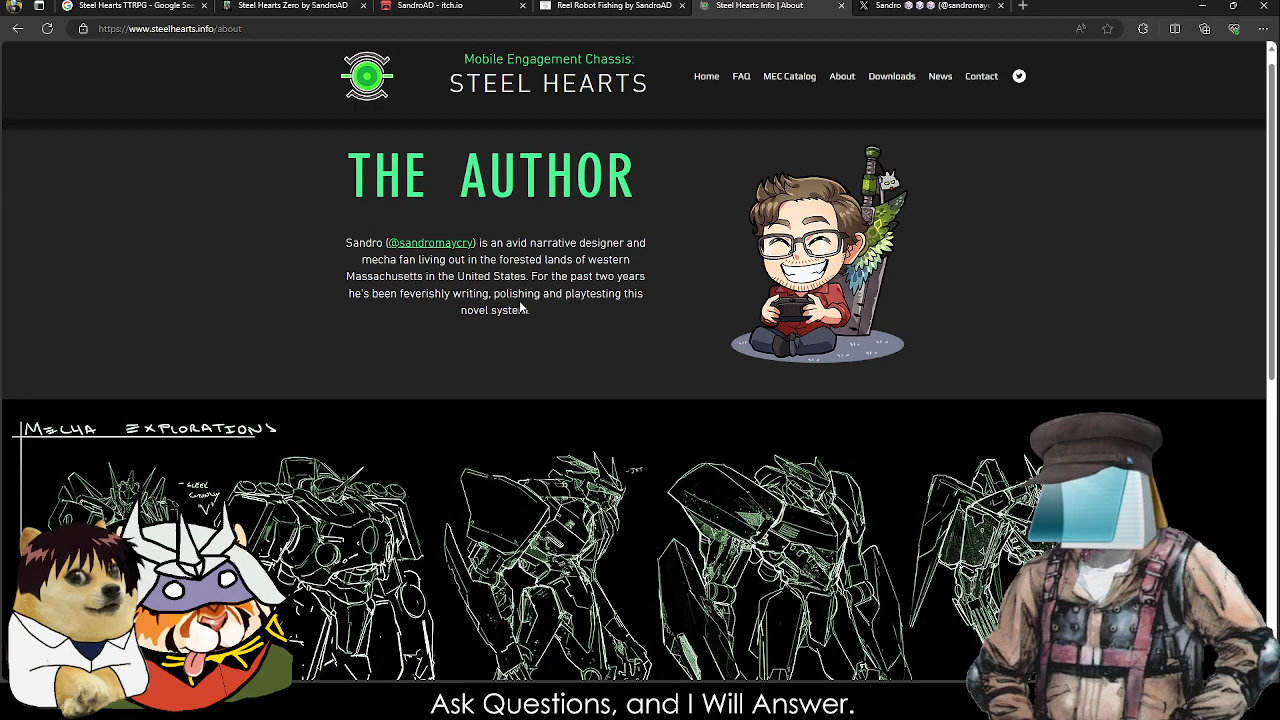 Steel Hearts TTRPG - Google Sea
Steel Hearts Zero by SandroAD
SandroAD - itch.io
Reel Robot Fishing by SandroAD
Steel Hearts Info | About
Sandro (@sandromayc
https://www.steelhearts.info/about
Mobile Engagement Chassis:
STEEL HEARTS
Home
FAQ
MEC Catalog
About
Downloads
News
Contact
THE AUTHOR
Sandro (@sandromaycry) is an avid narrative designer and
mecha fan living out in the forested lands of western
Massachusetts in the United States. For the past two years
he's been feverishly writing, polishing and playtesting this
novel system.
MECHA EXPLORATIONS
Ask Questions, and I Will Answer.